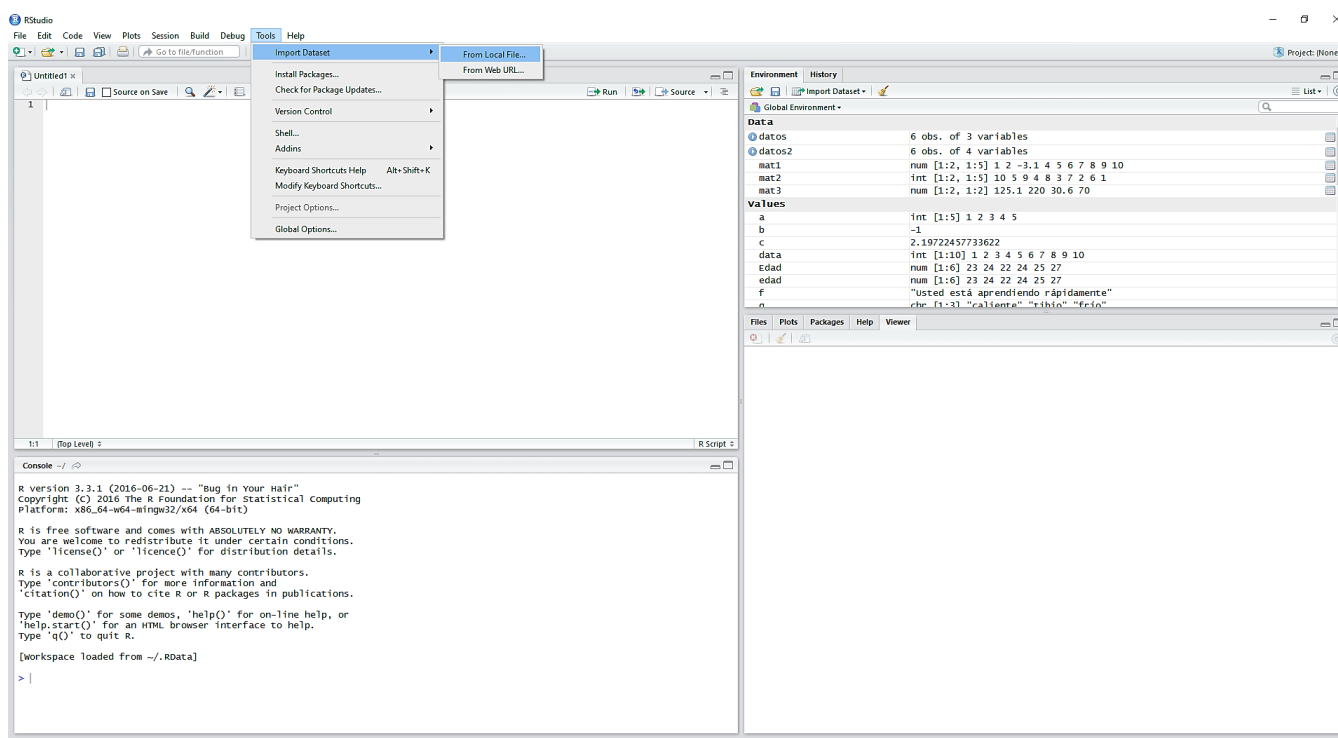 RStudio
File Edit Code View Plots Session Build Debug Tools Help
Go to file/function
Project: (None
Import Dataset
From Local File...
From Web URL...
Install Packages...
Check for Package Updates...
Version Control
Shell...
Addins
Keyboard Shortcuts Help Alt+Shift+K
Modify Keyboard Shortcuts...
Project Options...
Global Options...
Untitled1
Source on Save
Run
Source
1
1:1 (Top Level) R Script
Console ~/
R version 3.3.1 (2016-06-21) -- "Bug in Your Hair"
Copyright (C) 2016 The R Foundation for Statistical Computing
Platform: x86_64-w64-mingw32/x64 (64-bit)
R is free software and comes with ABSOLUTELY NO WARRANTY.
You are welcome to redistribute it under certain conditions.
Type 'license()' or 'licence()' for distribution details.
R is a collaborative project with many contributors.
Type 'contributors()' for more information and
'citation()' on how to cite R or R packages in publications.
Type 'demo()' for some demos, 'help()' for on-line help, or
'help.start()' for an HTML browser interface to help.
Type 'q()' to quit R.
[Workspace loaded from ~/.RData]
>
Environment History
Import Dataset
List
Global Environment
Data
datos 6 obs. of 3 variables
datos2 6 obs. of 4 variables
mat1 num [1:2, 1:5] 1 2 -3.1 4 5 6 7 8 9 10
mat2 int [1:2, 1:5] 10 5 9 4 8 3 7 2 6 1
mat3 num [1:2, 1:2] 125.1 220 30.6 70
Values
a int [1:5] 1 2 3 4 5
b -1
c 2.19722457733622
data int [1:10] 1 2 3 4 5 6 7 8 9 10
Edad num [1:6] 23 24 22 24 25 27
edad num [1:6] 23 24 22 24 25 27
f "Usted está aprendiendo rápidamente"
chr [1:3] "caliente" "tibio" "frío"
Files Plots Packages Help Viewer